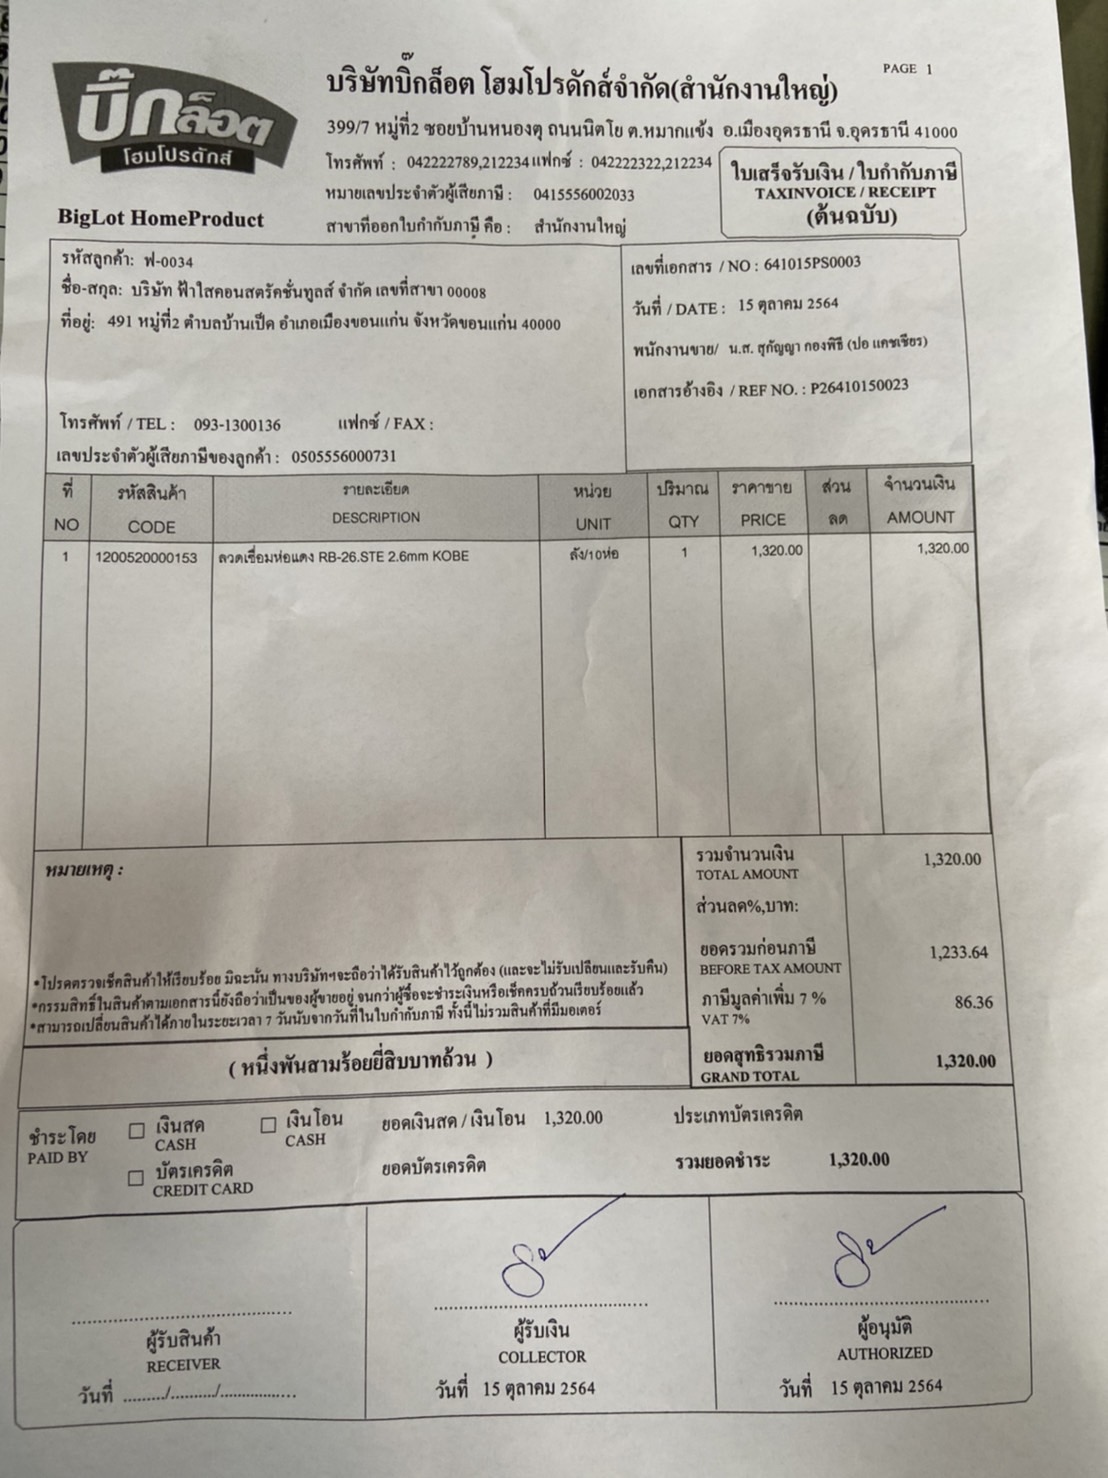 PAGE 1
บิ๊กล็อต
โฮมโปรดักส์
BigLot HomeProduct
บริษัทบิ๊กล็อต โฮมโปรดักส์จำกัด(สำนักงานใหญ่)
399/7 หมู่ที่2 ซอยบ้านหนองตุ ถนนนิตโย ต.หมากแข้ง อ.เมืองอุดรธานี จ.อุดรธานี 41000
โทรศัพท์ : 042222789,212234 แฟกซ์ : 042222322,212234
หมายเลขประจำตัวผู้เสียภาษี : 0415556002033
สาขาที่ออกใบกำกับภาษี คือ : สำนักงานใหญ่
ใบเสร็จรับเงิน / ใบกำกับภาษี
TAXINVOICE / RECEIPT
(ต้นฉบับ)
รหัสลูกค้า: ฟ-0034
ชื่อ-สกุล: บริษัท ฟ้าใสคอนสตรัคชั่นทูลส์ จำกัด เลขที่สาขา 00008
ที่อยู่: 491 หมู่ที่2 ตำบลบ้านเป็ด อำเภอเมืองขอนแก่น จังหวัดขอนแก่น 40000
โทรศัพท์ / TEL : 093-1300136 แฟกซ์ / FAX :
เลขประจำตัวผู้เสียภาษีของลูกค้า : 0505556000731
เลขที่เอกสาร / NO : 641015PS0003
วันที่ / DATE : 15 ตุลาคม 2564
พนักงานขาย/ น.ส. สุกัญญา กองพิธี (ปอ แคชเชียร)
เอกสารอ้างอิง / REF NO. : P26410150023
ที่ รหัสสินค้า รายละเอียด หน่วย ปริมาณ ราคาขาย ส่วน จำนวนเงิน
NO CODE DESCRIPTION UNIT QTY PRICE ลด AMOUNT
1 1200520000153 ลวดเชื่อมห่อแดง RB-26.STE 2.6mm KOBE ลัง/10ห่อ 1 1,320.00 1,320.00
หมายเหตุ :
*โปรดตรวจเช็คสินค้าให้เรียบร้อย มิฉะนั้น ทางบริษัทฯจะถือว่าได้รับสินค้าไว้ถูกต้อง (และจะไม่รับเปลี่ยนและรับคืน)
*กรรมสิทธิ์ในสินค้าตามเอกสารนี้ยังถือว่าเป็นของผู้ขายอยู่ จนกว่าผู้ซื้อจะชำระเงินหรือเช็คครบถ้วนเรียบร้อยแล้ว
*สามารถเปลี่ยนสินค้าได้ภายในระยะเวลา 7 วันนับจากวันที่ในใบกำกับภาษี ทั้งนี้ไม่รวมสินค้าที่มีมอเตอร์
รวมจำนวนเงิน 1,320.00
TOTAL AMOUNT
ส่วนลด%,บาท:
ยอดรวมก่อนภาษี 1,233.64
BEFORE TAX AMOUNT
ภาษีมูลค่าเพิ่ม 7 % 86.36
VAT 7%
ยอดสุทธิรวมภาษี 1,320.00
GRAND TOTAL
( หนึ่งพันสามร้อยยี่สิบบาทถ้วน )
ชำระโดย เงินสด เงินโอน ยอดเงินสด / เงินโอน 1,320.00 ประเภทบัตรเครดิต
PAID BY CASH CASH
บัตรเครดิต ยอดบัตรเครดิต รวมยอดชำระ 1,320.00
CREDIT CARD
ผู้รับสินค้า ผู้รับเงิน ผู้อนุมัติ
RECEIVER COLLECTOR AUTHORIZED
วันที่ ........./........../................ วันที่ 15 ตุลาคม 2564 วันที่ 15 ตุลาคม 2564